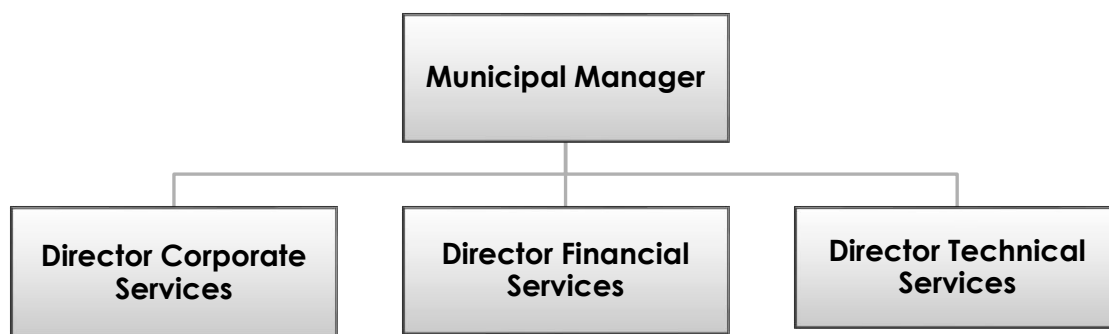 Municipal Manager
Director Corporate
Services
Director Financial
Services
Director Technical
Services